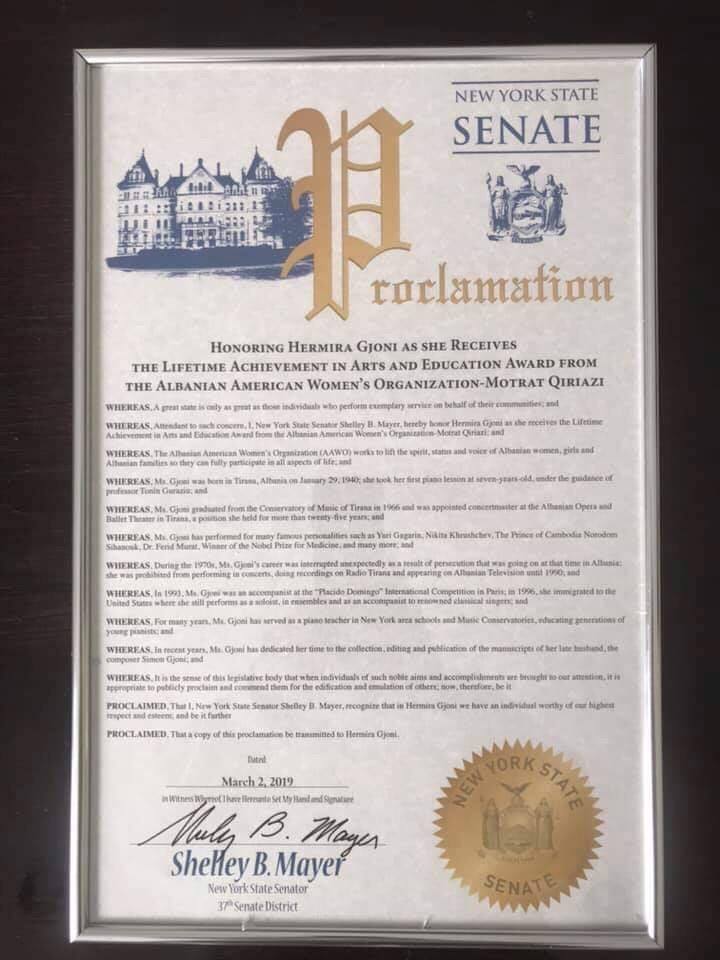 NEW YORK STATE
SENATE
Proclamation
HONORING HERMIRA GJONI AS SHE RECEIVES
THE LIFETIME ACHIEVEMENT IN ARTS AND EDUCATION AWARD FROM
THE ALBANIAN AMERICAN WOMEN'S ORGANIZATION-MOTRAT QIRIAZI
WHEREAS, A great state is only as great as those individuals who perform exemplary service on behalf of their communities; and
WHEREAS, Attendant to such concern, I, New York State Senator Shelley B. Mayer, hereby honor Hermira Gjoni as she receives the Lifetime
Achievement in Arts and Education Award from the Albanian American Women's Organization-Motrat Qiriazi; and
WHEREAS, The Albanian American Women's Organization (AAWO) works to lift the spirit, status and voice of Albanian women, girls and
Albanian families so they can fully participate in all aspects of life; and
WHEREAS, Ms. Gjoni was born in Tirana, Albania on January 29, 1940; she took her first piano lesson at seven-years-old, under the guidance of
professor Tonin Guraziu; and
WHEREAS, Ms. Gjoni graduated from the Conservatory of Music of Tirana in 1966 and was appointed concertmaster at the Albanian Opera and
Ballet Theater in Tirana, a position she held for more than twenty-five years; and
WHEREAS, Ms. Gjoni has performed for many famous personalities such as Yuri Gagarin, Nikita Khrushchev, The Prince of Cambodia Norodom
Sihanouk, Dr. Ferid Murat, Winner of the Nobel Prize for Medicine, and many more; and
WHEREAS, During the 1970s, Ms. Gjoni's career was interrupted unexpectedly as a result of persecution that was going on at that time in Albania;
she was prohibited from performing in concerts, doing recordings on Radio Tirana and appearing on Albanian Television until 1990; and
WHEREAS, In 1993, Ms. Gjoni was an accompanist at the "Placido Domingo" International Competition in Paris; in 1996, she immigrated to the
United States where she still performs as a soloist, in ensembles and as an accompanist to renowned classical singers; and
WHEREAS, For many years, Ms. Gjoni has served as a piano teacher in New York area schools and Music Conservatories, educating generations of
young pianists; and
WHEREAS, In recent years, Ms. Gjoni has dedicated her time to the collection, editing and publication of the manuscripts of her late husband, the
composer Simon Gjoni; and
WHEREAS, It is the sense of this legislative body that when individuals of such noble aims and accomplishments are brought to our attention, it is
appropriate to publicly proclaim and commend them for the edification and emulation of others; now, therefore, be it
PROCLAIMED, That I, New York State Senator Shelley B. Mayer, recognize that in Hermira Gjoni we have an individual worthy of our highest
respect and esteem; and be it further
PROCLAIMED, That a copy of this proclamation be transmitted to Hermira Gjoni.
Dated
March 2, 2019
in Witness Whereof, I have Hereunto Set My Hand and Signature
Shelley B. Mayer
Shelley B. Mayer
New York State Senator
37th Senate District
NEW YORK STATE
SENATE